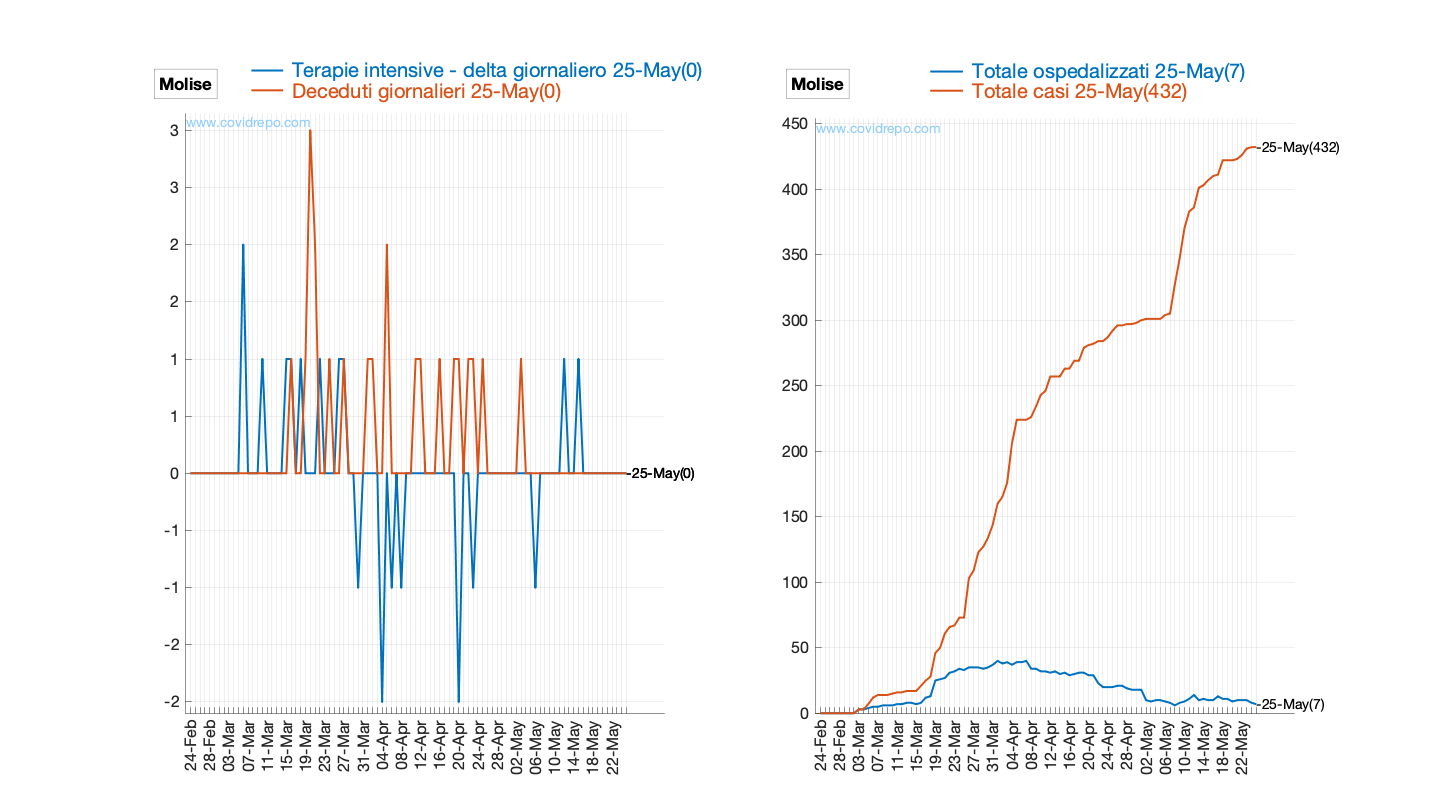 Molise
Terapie intensive - delta giornaliero 25-May(0)
Deceduti giornalieri 25-May(0)
www.covidrepo.com
3
3
2
2
1
1
0
-1
-1
-2
-2
-25-May(0)
24-Feb
28-Feb
03-Mar
07-Mar
11-Mar
15-Mar
19-Mar
23-Mar
27-Mar
31-Mar
04-Apr
08-Apr
12-Apr
16-Apr
20-Apr
24-Apr
28-Apr
02-May
06-May
10-May
14-May
18-May
22-May
Molise
Totale ospedalizzati 25-May(7)
Totale casi 25-May(432)
www.covidrepo.com
450
400
350
300
250
200
150
100
50
0
-25-May(432)
-25-May(7)
24-Feb
28-Feb
03-Mar
07-Mar
11-Mar
15-Mar
19-Mar
23-Mar
27-Mar
31-Mar
04-Apr
08-Apr
12-Apr
16-Apr
20-Apr
24-Apr
28-Apr
02-May
06-May
10-May
14-May
18-May
22-May